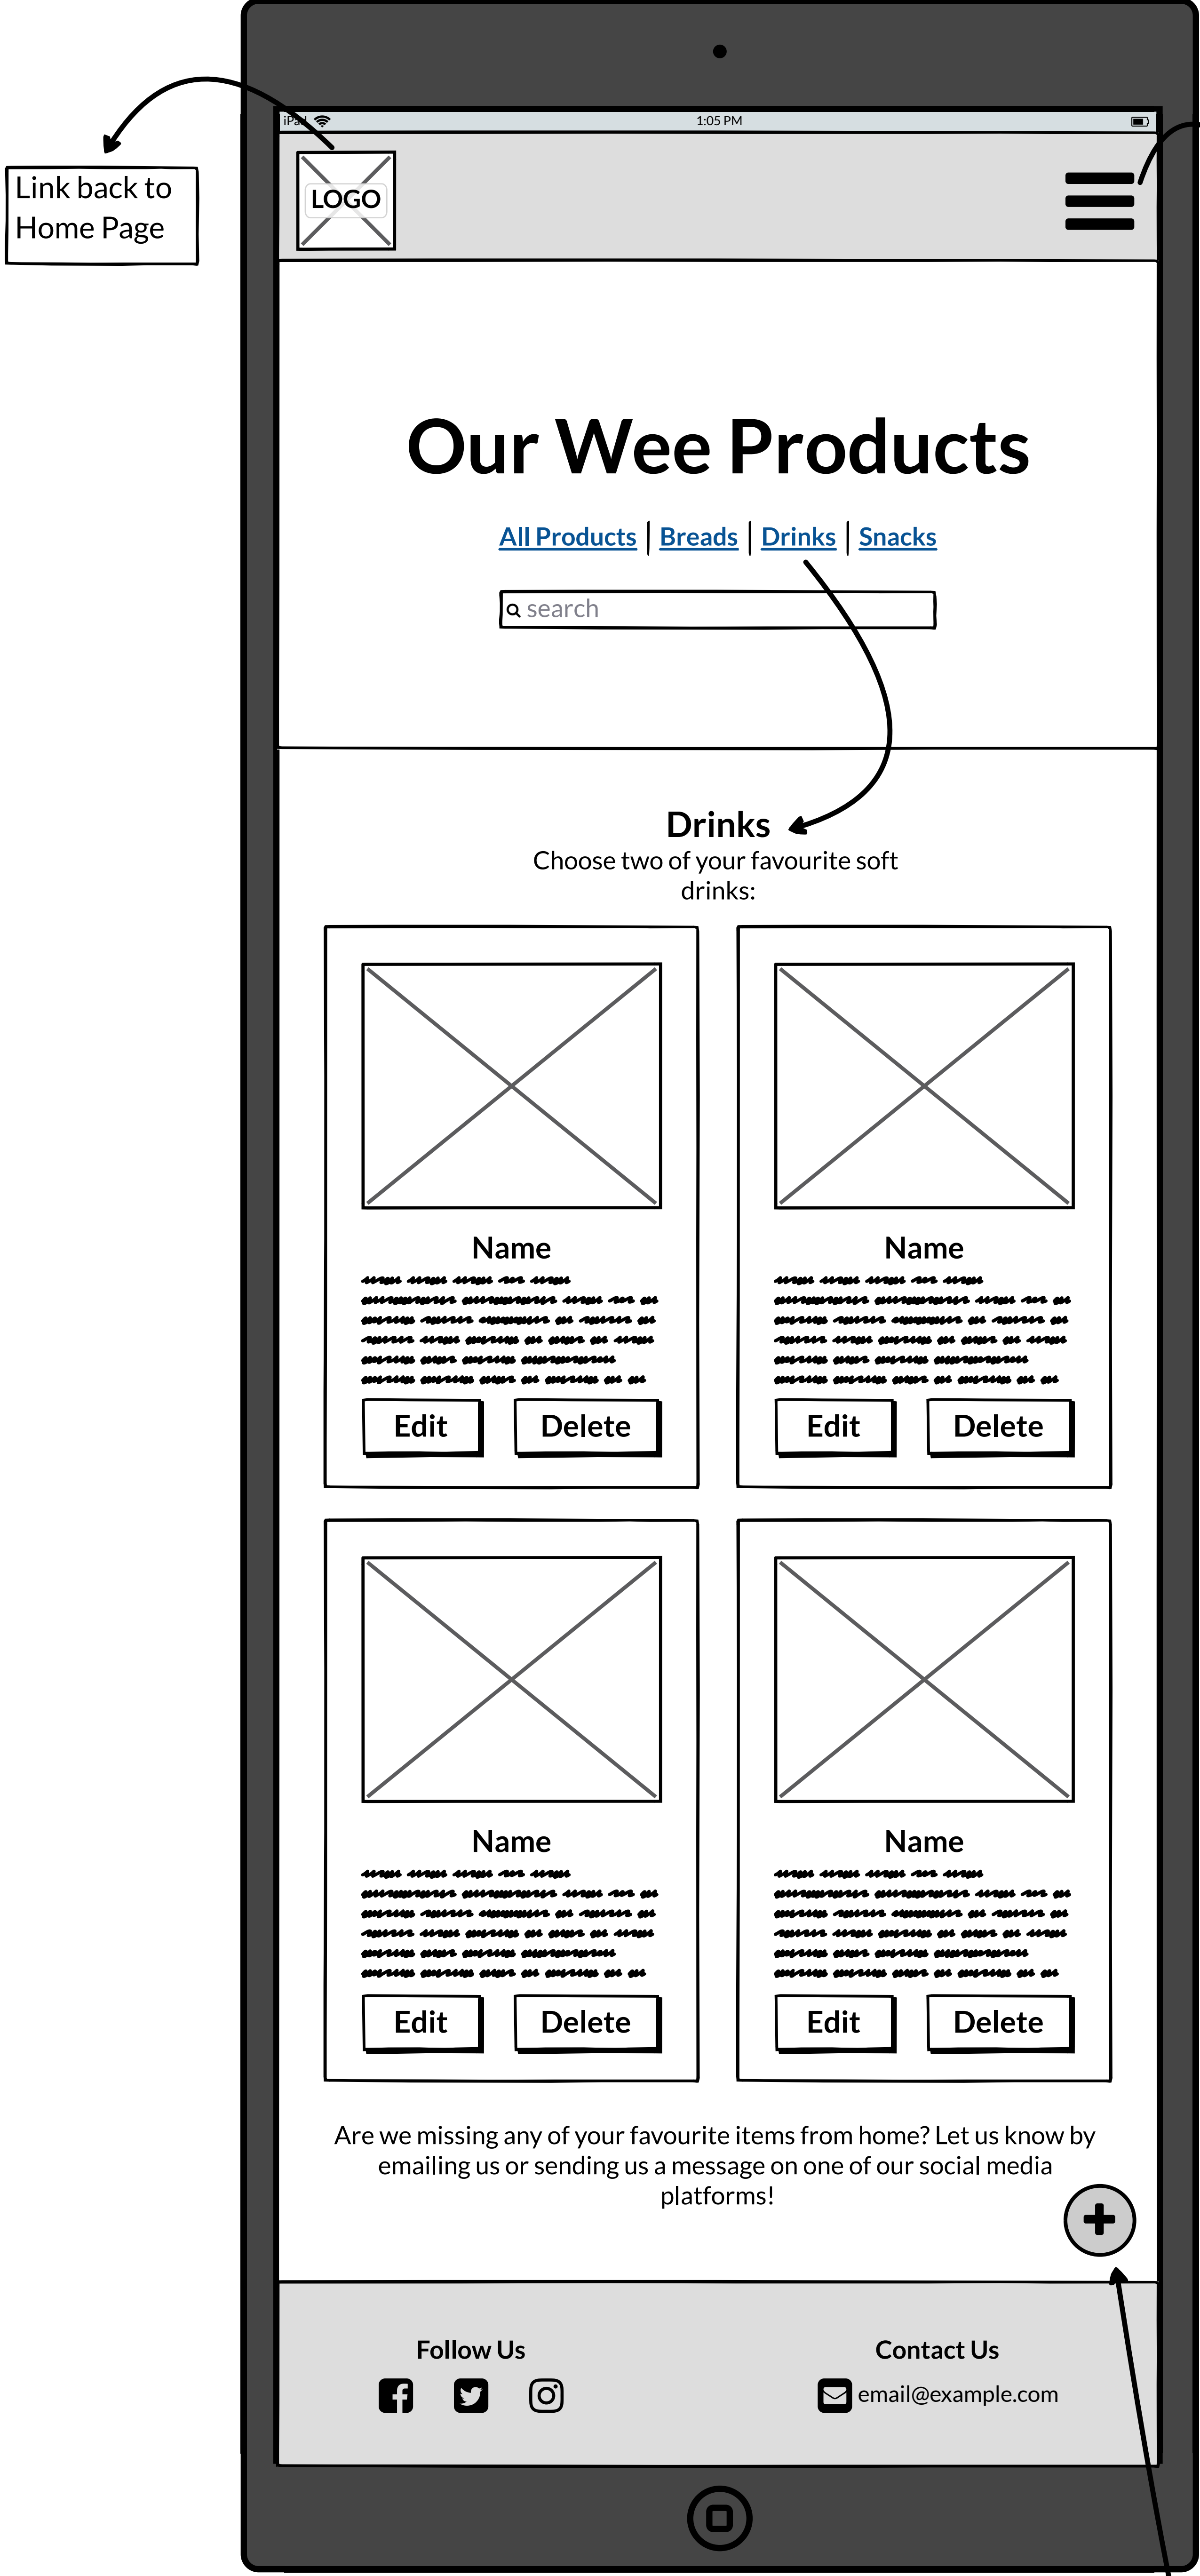 iPad
1:05 PM
Link back to
Home Page
LOGO
Our Wee Products
All Products | Breads | Drinks | Snacks
search
Drinks
Choose two of your favourite soft
drinks:
Name
Name
Edit
Delete
Edit
Delete
Name
Name
Edit
Delete
Edit
Delete
Are we missing any of your favourite items from home? Let us know by
emailing us or sending us a message on one of our social media
platforms!
Follow Us
Contact Us
email@example.com